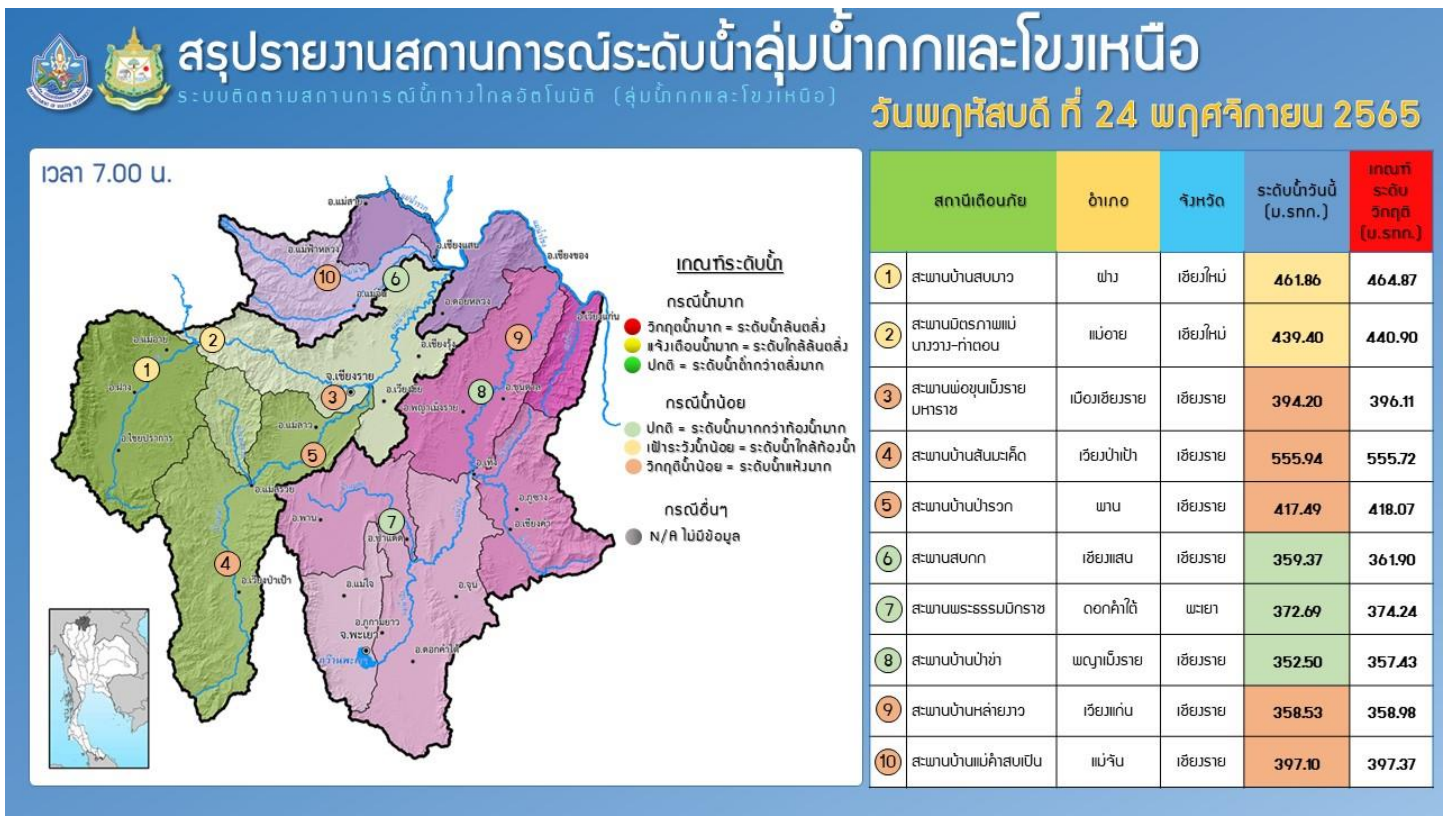 สรุปรายงานสถานการณ์ระดับน้ำลุ่มน้ำกกและโขงเหนือ
ระบบติดตามสถานการณ์น้ำทางไกลอัตโนมัติ (ลุ่มน้ำกกและโขงเหนือ)
วันพฤหัสบดี ที่ 24 พฤศจิกายน 2565
เวลา 7.00 น.
อ.แม่สาย
อ.แม่ฟ้าหลวง
อ.เชียงแสน
อ.เชียงของ
10
6
อ.ดอยหลวง
อ.เวียงแก่น
9
อ.แม่อาย
2
อ.เชียงรุ้ง
1
จ.เชียงราย
อ.ฝาง
3
8
อ.ขุนตาล
อ.พญาเม็งราย
อ.แม่ลาว
อ.ไชยปราการ
5
อ.เทิง
อ.แม่สรวย
อ.ภูซาง
อ.พาน
7
อ.เชียงคำ
อ.ป่าแดด
4
อ.เวียงป่าเป้า
อ.แม่ใจ
อ.จุน
อ.ภูกามยาว
จ.พะเยา
อ.ดอกคำใต้
กว๊านพะเยา
เกณฑ์ระดับน้ำ
กรณีน้ำมาก
วิกฤตน้ำมาก = ระดับน้ำล้นตลิ่ง
แจ้งเตือนน้ำมาก = ระดับใกล้ล้นตลิ่ง
ปกติ = ระดับน้ำต่ำกว่าตลิ่งมาก
กรณีน้ำน้อย
ปกติ = ระดับน้ำมากกว่าท้องน้ำมาก
เฝ้าระวังน้ำน้อย = ระดับน้ำใกล้ท้องน้ำ
วิกฤติน้ำน้อย = ระดับน้ำแห้งมาก
กรณีอื่นๆ
N/A ไม่มีข้อมูล
สถานีเตือนภัย อำเภอ จังหวัด ระดับน้ำวันนี้ (ม.รทก.) เกณฑ์ระดับวิกฤติ (ม.รทก.)
1 สะพานบ้านสบมาว ฝาง เชียงใหม่ 461.86 464.87
2 สะพานมิตรภาพแม่นางวาง-ท่าตอน แม่อาย เชียงใหม่ 439.40 440.90
3 สะพานพ่อขุนเม็งรายมหาราช เมืองเชียงราย เชียงราย 394.20 396.11
4 สะพานบ้านสันมะเค็ด เวียงป่าเป้า เชียงราย 555.94 555.72
5 สะพานบ้านป่ารวก พาน เชียงราย 417.49 418.07
6 สะพานสบกก เชียงแสน เชียงราย 359.37 361.90
7 สะพานพระธรรมมิกราช ดอกคำใต้ พะเยา 372.69 374.24
8 สะพานบ้านป่าข่า พญาเม็งราย เชียงราย 352.50 357.43
9 สะพานบ้านหล่ายงาว เวียงแก่น เชียงราย 358.53 358.98
10 สะพานบ้านแม่คำสบเปิน แม่จัน เชียงราย 397.10 397.37